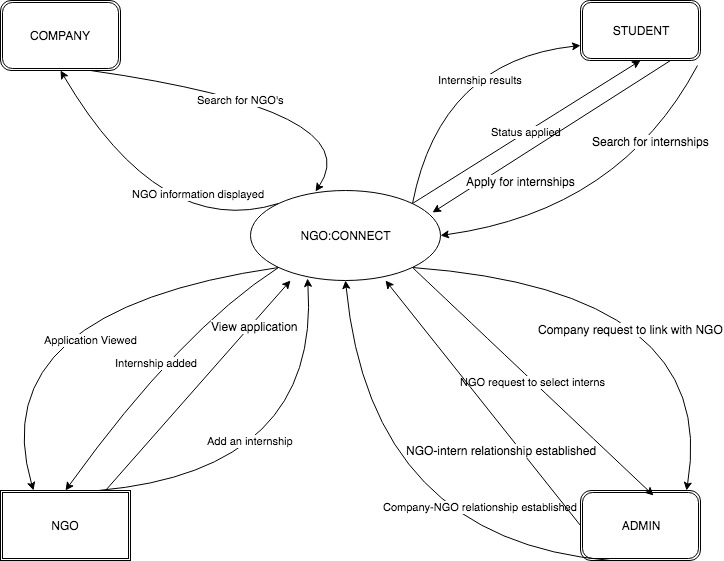 COMPANY
STUDENT
Internship results
Search for NGO's
Status applied
Search for internships
Apply for internships
NGO information displayed
NGO:CONNECT
View application
Company request to link with NGO
Application Viewed
Internship added
NGO request to select interns
Add an internship
NGO-intern relationship established
Company-NGO relationship established
NGO
ADMIN